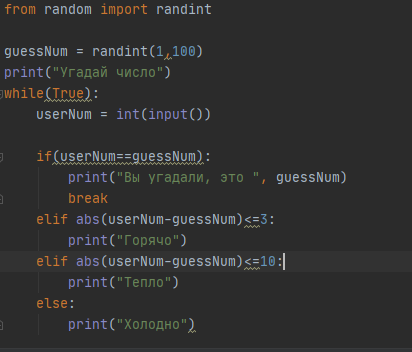 from random import randint

guessNum = randint(1,100)
print("Угадай число")
while(True):
    userNum = int(input())

    if(userNum==guessNum):
        print("Вы угадали, это ", guessNum)
        break
    elif abs(userNum-guessNum)<=3:
        print("Горячо")
    elif abs(userNum-guessNum)<=10:
        print("Тепло")
    else:
        print("Холодно")